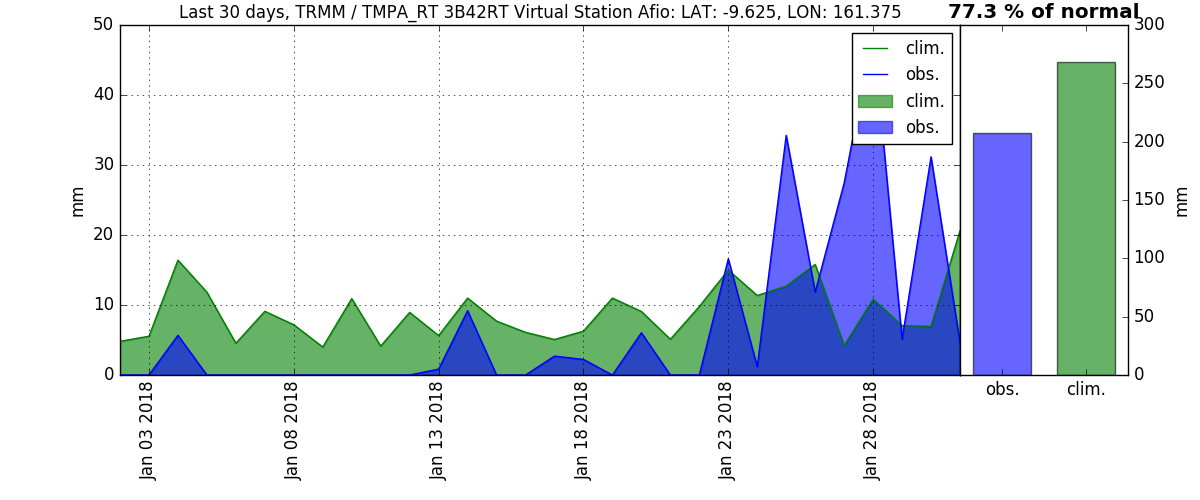 Last 30 days, TRMM / TMPA_RT 3B42RT Virtual Station Afio: LAT: -9.625, LON: 161.375
77.3 % of normal
50
40
30
20
10
0
mm
clim.
obs.
clim.
obs.
Jan 03 2018
Jan 08 2018
Jan 13 2018
Jan 18 2018
Jan 23 2018
Jan 28 2018
300
250
200
150
100
50
0
mm
obs.
clim.